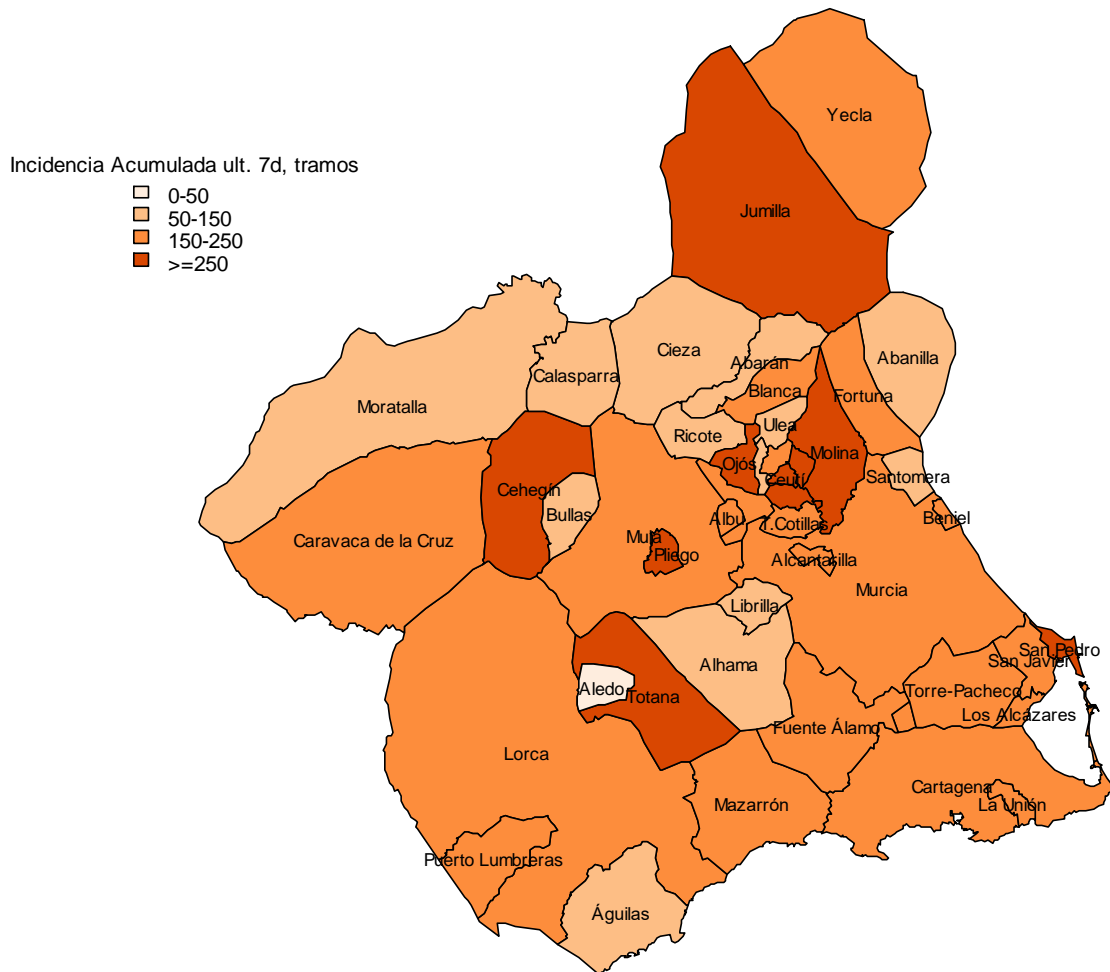 Yecla
Incidencia Acumulada ult. 7d, tramos
0-50
50-150
150-250
>=250
Jumilla
Cieza
Abarán
Abanilla
Calasparra
Blanca
Fortuna
Moratalla
Ulea
Ricote
Molina
Ojós
Ceutí
Santomera
Cehegín
Bullas
Albu
T.Cotillas
Beniel
Caravaca de la Cruz
Mula
Pliego
Alcantarilla
Murcia
Librilla
San Pedro
San Javier
Alhama
Aledo
Totana
Torre-Pacheco
Los Alcázares
Fuente Álamo
Lorca
Cartagena
Mazarrón
La Unión
Puerto Lumbreras
Águilas